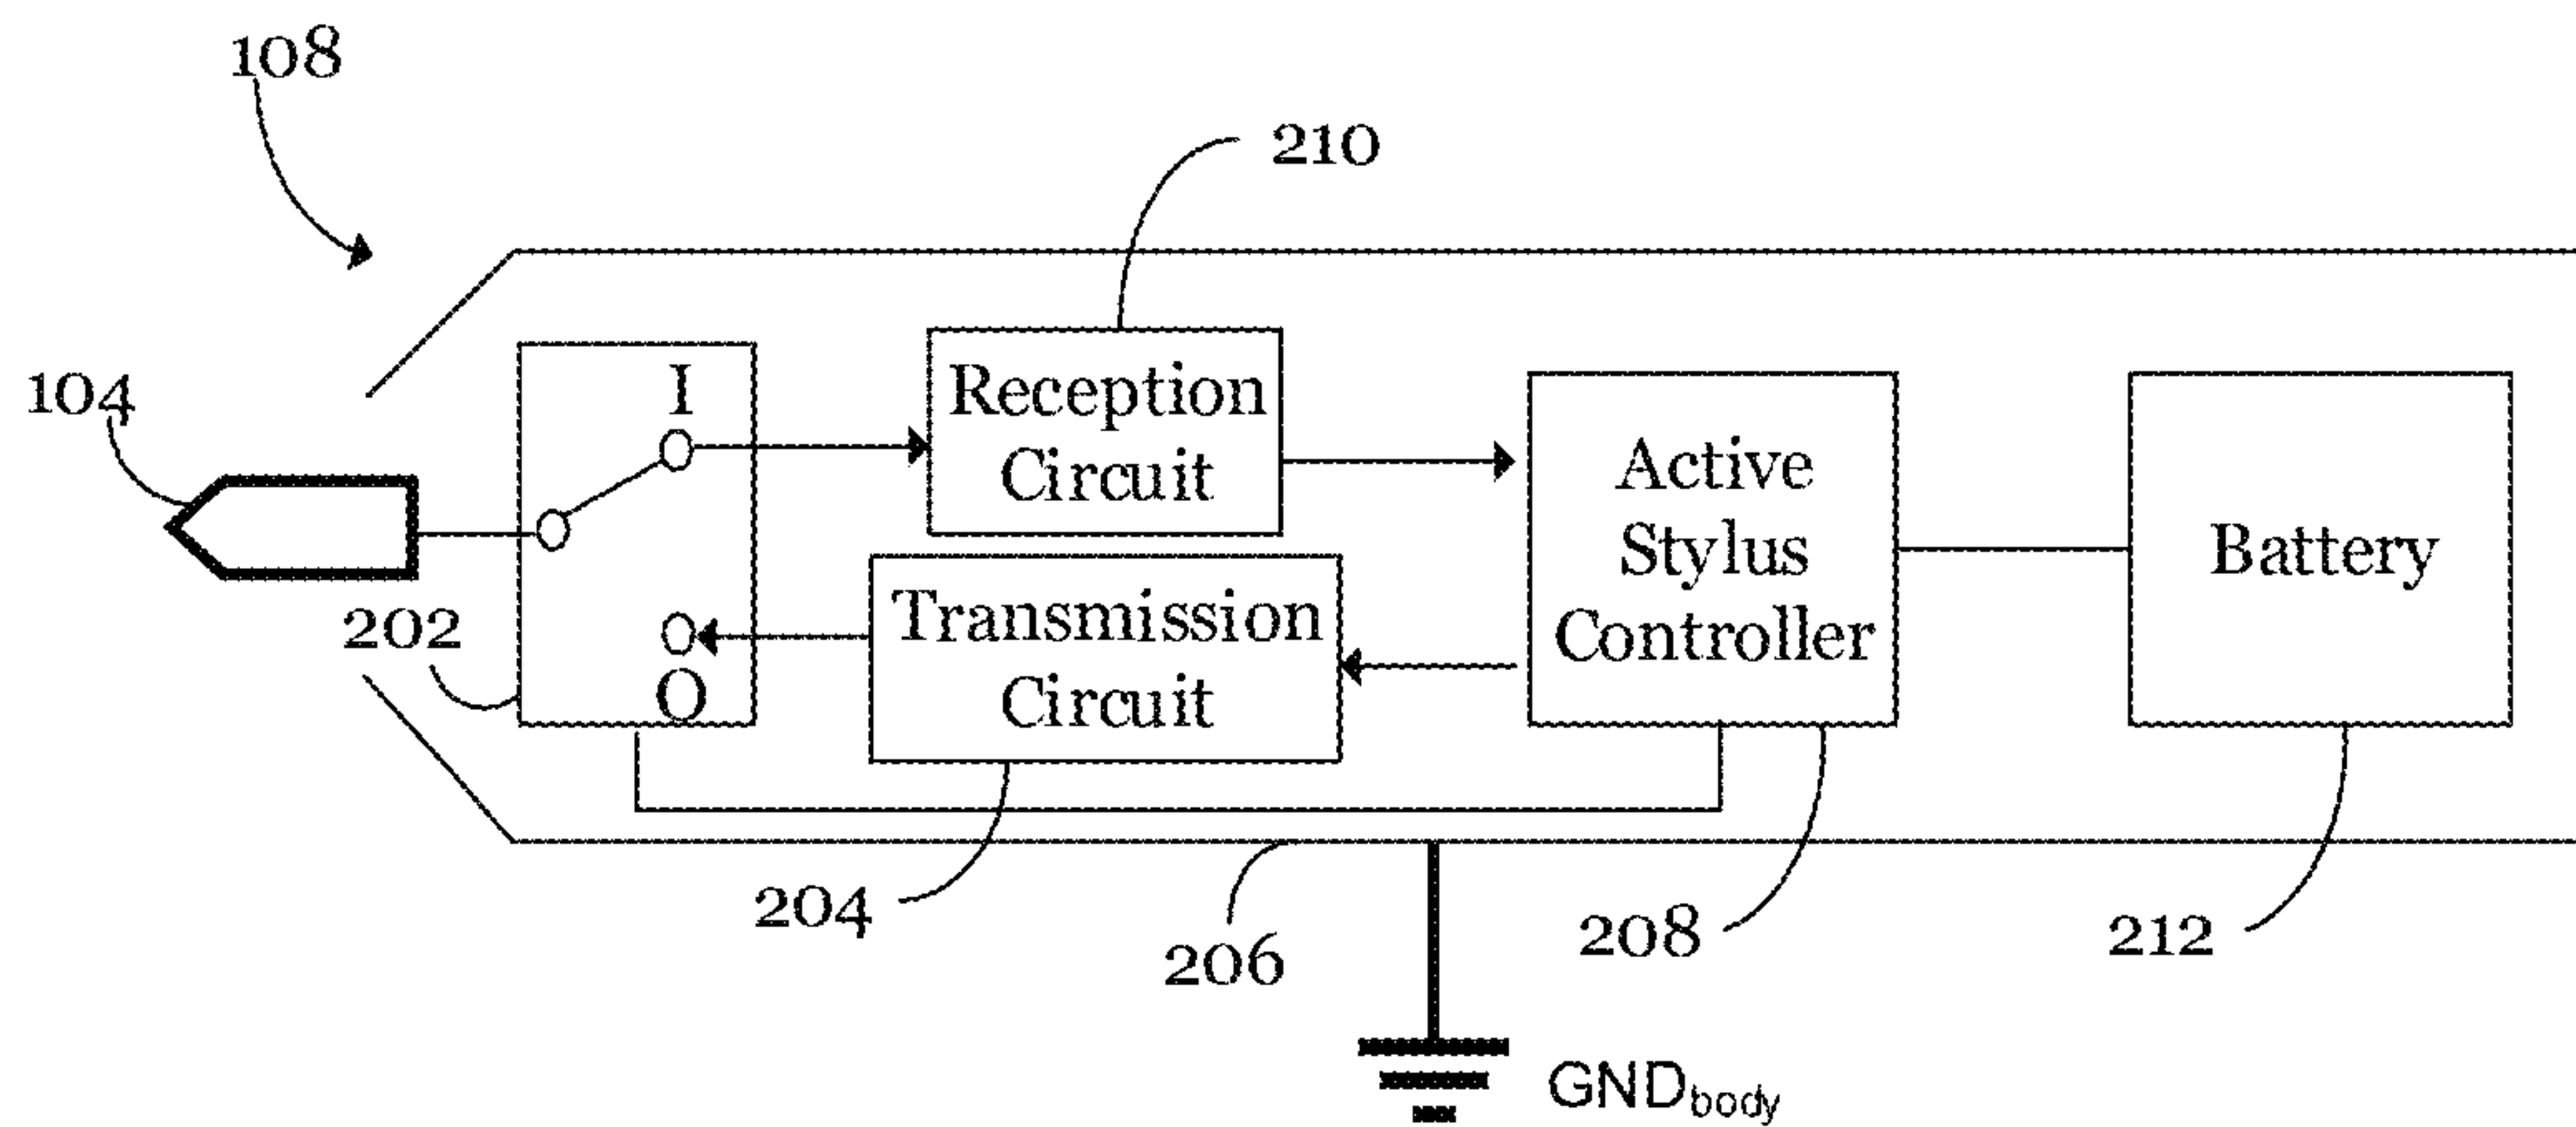 108
210
104
I
Reception
Circuit
Active
Stylus
Controller
Battery
202
O
Transmission
Circuit
204
206
208
212
GNDbody